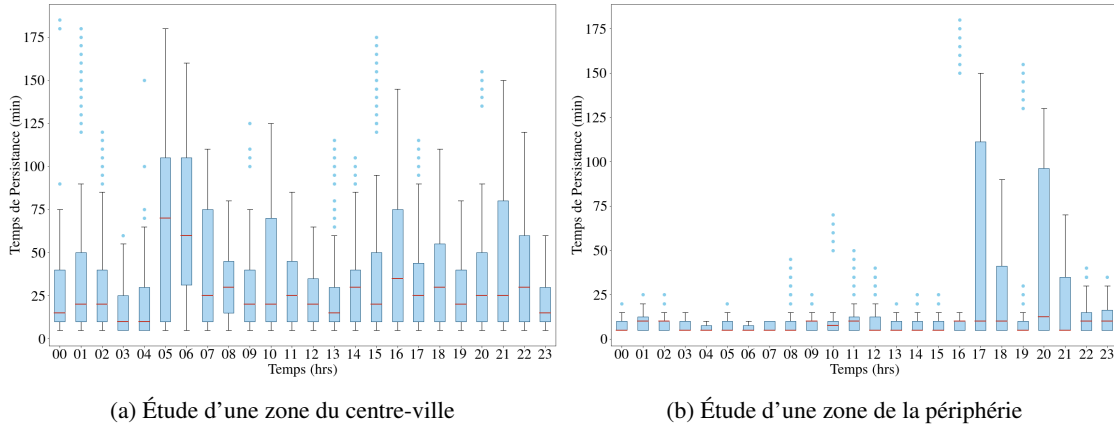 Temps de Persistance (min)
175
150
125
100
75
50
25
0
00 01 02 03 04 05 06 07 08 09 10 11 12 13 14 15 16 17 18 19 20 21 22 23
Temps (hrs)
(a) Étude d'une zone du centre-ville
Temps de Persistance (min)
175
150
125
100
75
50
25
0
00 01 02 03 04 05 06 07 08 09 10 11 12 13 14 15 16 17 18 19 20 21 22 23
Temps (hrs)
(b) Étude d'une zone de la périphérie